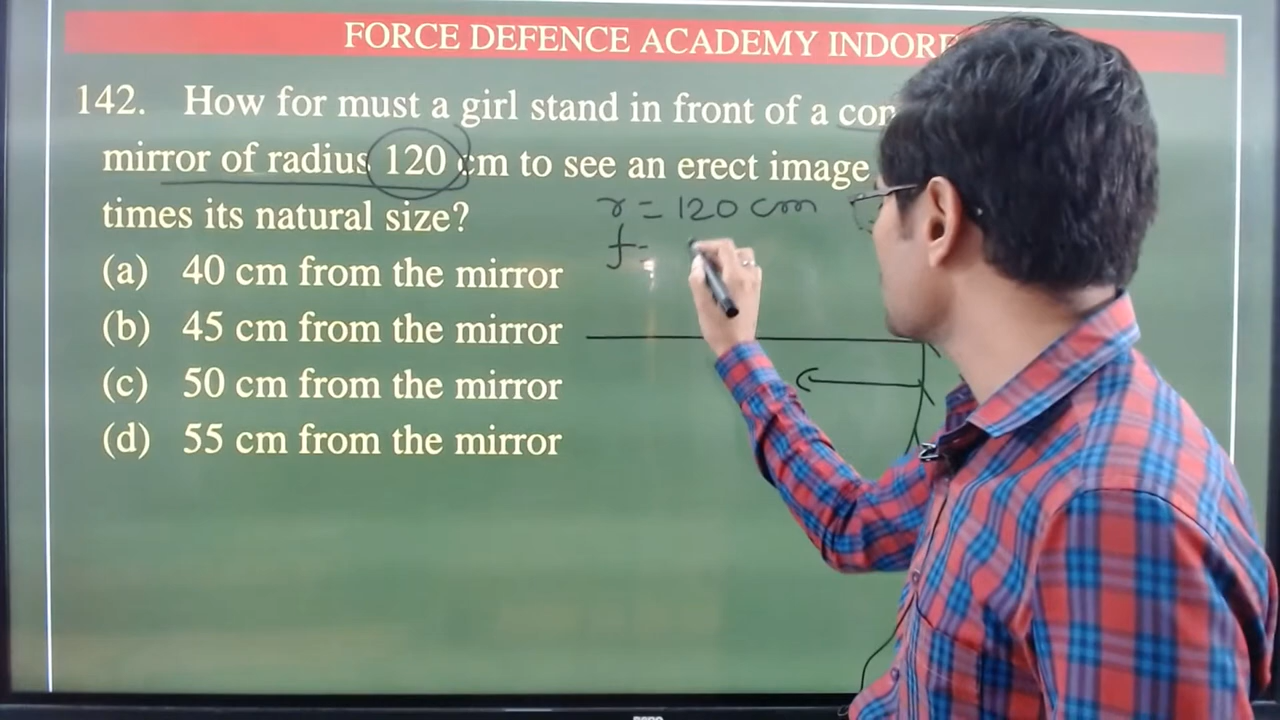 FORCE DEFENCE ACADEMY INDORE
142. How for must a girl stand in front of a con
mirror of radius 120 cm to see an erect image
times its natural size?
r = 120 cm
f =
(a) 40 cm from the mirror
(b) 45 cm from the mirror
(c) 50 cm from the mirror
(d) 55 cm from the mirror